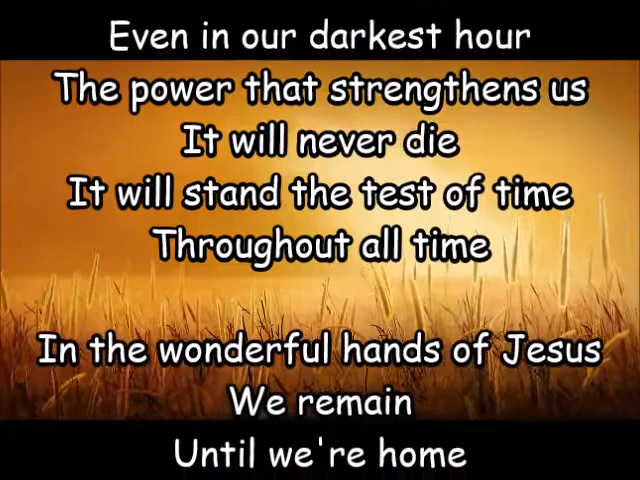 Even in our darkest hour
The power that strengthens us
It will never die
It will stand the test of time
Throughout all time
In the wonderful hands of Jesus
We remain
Until we're home